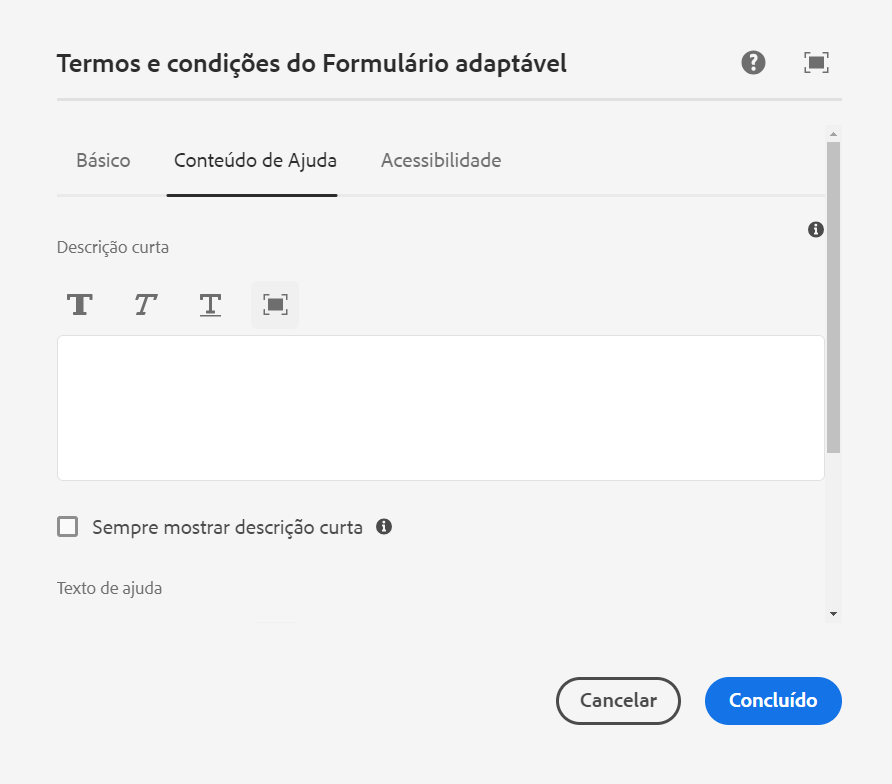 Termos e condições do Formulário adaptável
Básico Conteúdo de Ajuda Acessibilidade
Descrição curta
T T T
Sempre mostrar descrição curta
Texto de ajuda
Cancelar Concluído